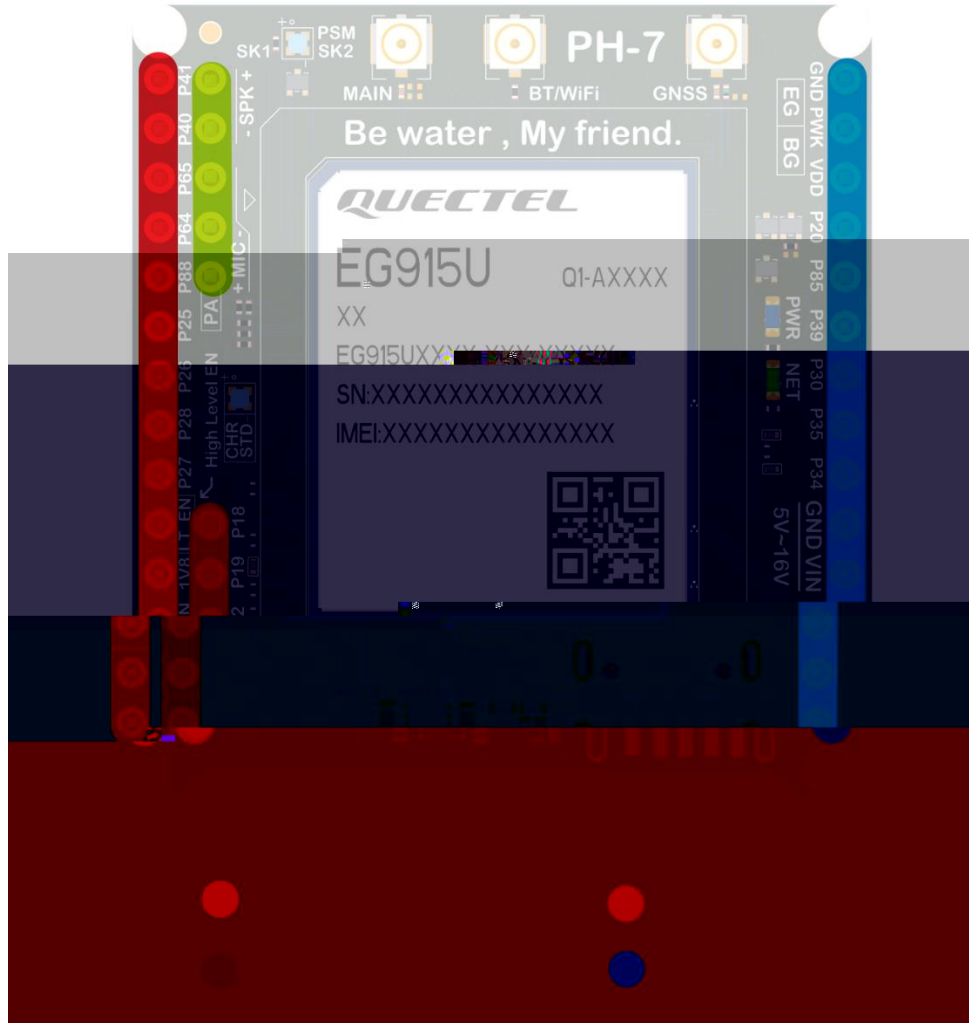 PSM
SK1 SK2
PH-7
MAIN
BT/WiFi
GNSS
Be water , My friend.
QUECTEL
EG915U Q1-AXXXX
XX
SN:XXXXXXXXXXXXXXX
IMEI:XXXXXXXXXXXXXXX
P41
P40
P65
P64
P88
P25
P26
P28
P27
EN
1V8
- SPK +
+ MIC -
PA
High Level EN
CHR
STD
P18
P19
2
EG
BG
GND
PWK
VDD
P20
P85
P39
P30
P35
P34
GND
VIN
5V~16V
PWR
NET